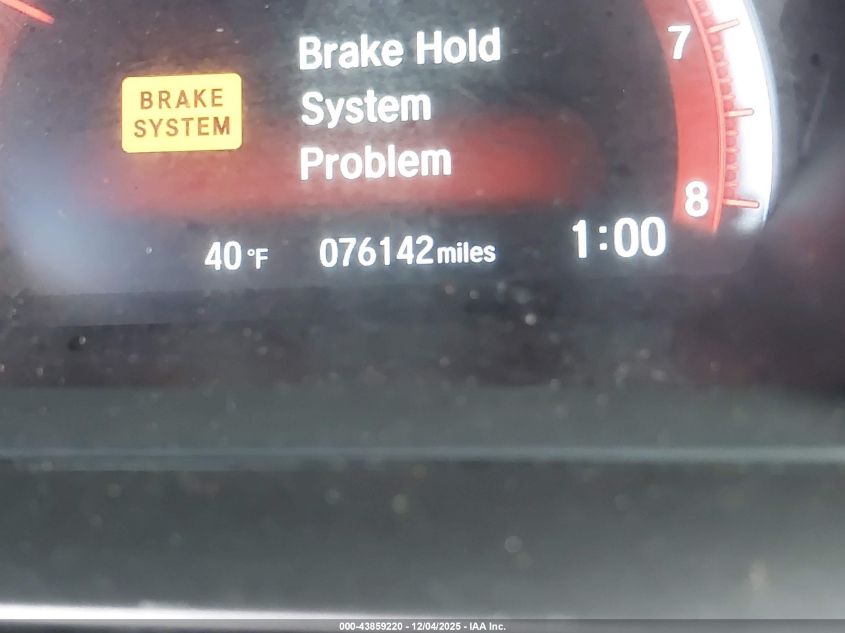 7
Brake Hold
BRAKE
SYSTEM
System
Problem
8
40 °F
076142 miles
1:00
000-43859220 - 12/04/2025 - IAA Inc.